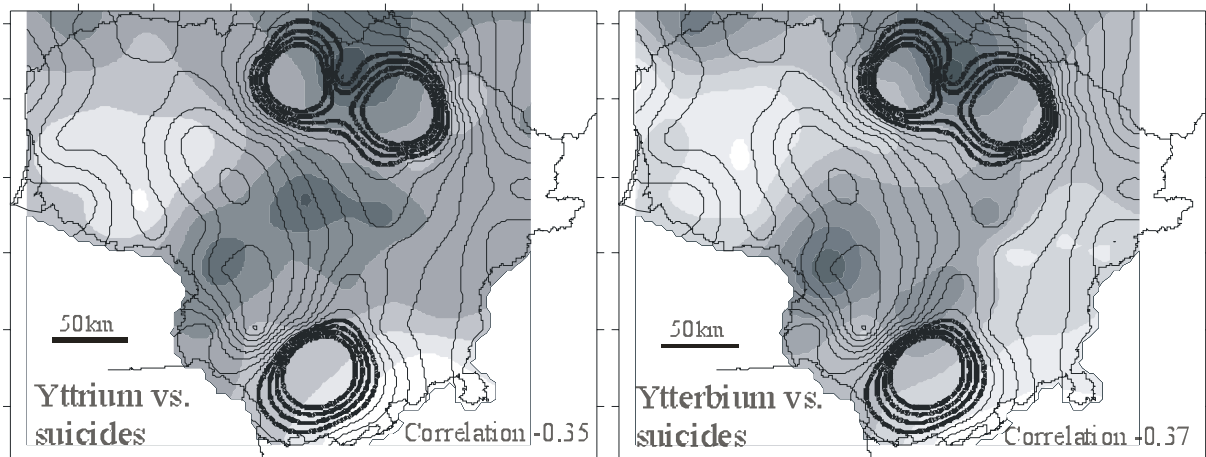 50km
Yttrium vs.
suicides
Correlation -0.35
50km
Ytterbium vs.
suicides
Correlation -0.37